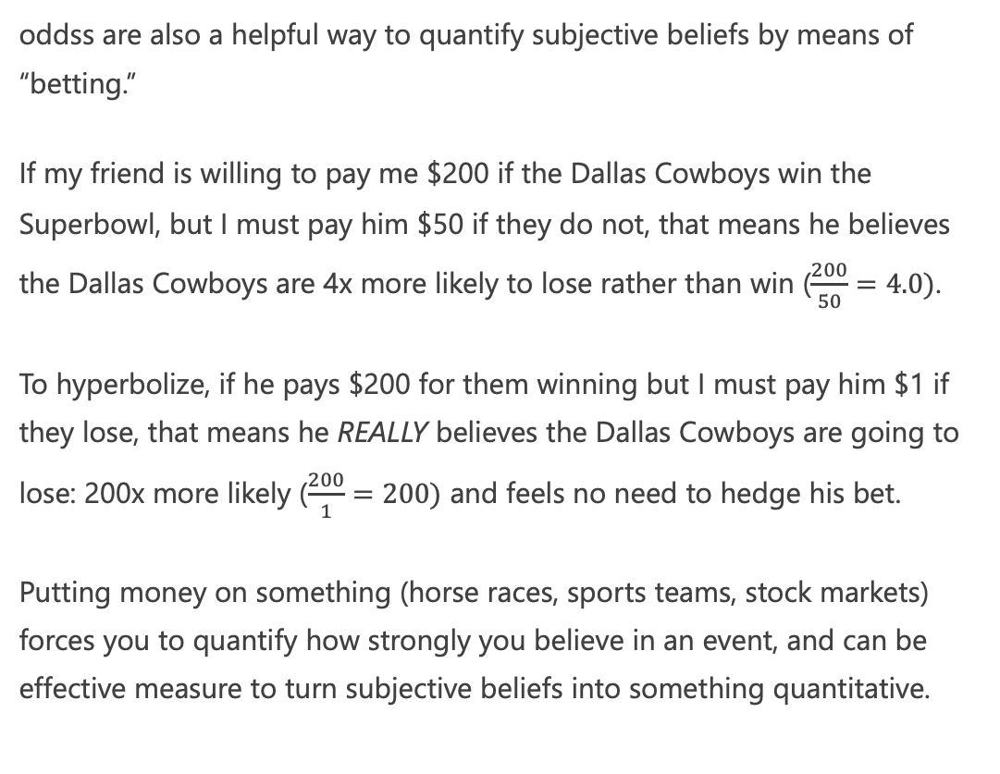 oddss are also a helpful way to quantify subjective beliefs by means of
“betting.”
If my friend is willing to pay me $200 if the Dallas Cowboys win the
Superbowl, but I must pay him $50 if they do not, that means he believes
the Dallas Cowboys are 4x more likely to lose rather than win (200/50 = 4.0).
To hyperbolize, if he pays $200 for them winning but I must pay him $1 if
they lose, that means he REALLY believes the Dallas Cowboys are going to
lose: 200x more likely (200/1 = 200) and feels no need to hedge his bet.
Putting money on something (horse races, sports teams, stock markets)
forces you to quantify how strongly you believe in an event, and can be
effective measure to turn subjective beliefs into something quantitative.